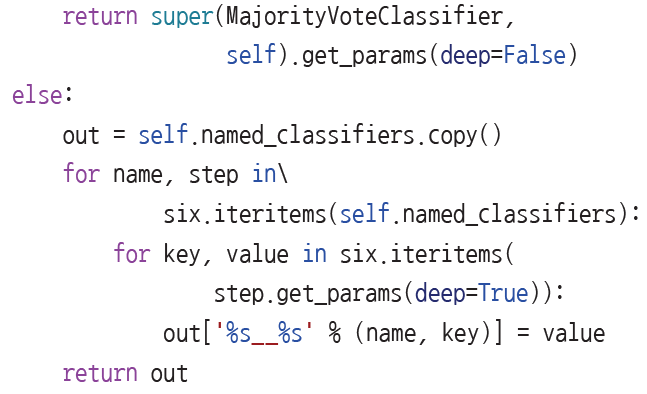 return super(MajorityVoteClassifier,
                 self).get_params(deep=False)
else:
    out = self.named_classifiers.copy()
    for name, step in\
            six.iteritems(self.named_classifiers):
        for key, value in six.iteritems(
                step.get_params(deep=True)):
            out['%s__%s' % (name, key)] = value
    return out